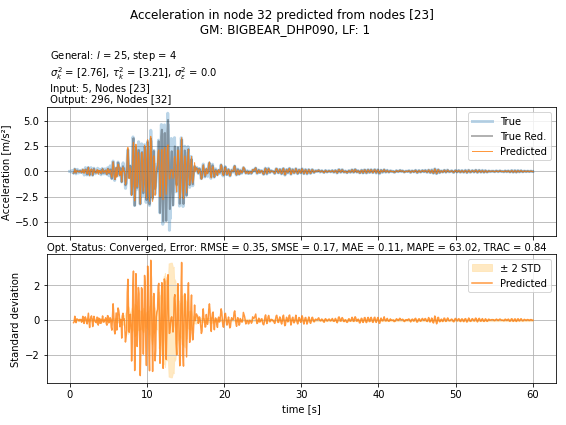 Acceleration in node 32 predicted from nodes [23]
GM: BIGBEAR_DHP090, LF: 1
General: l = 25, step = 4
σ²ₖ = [2.76], τ²ₖ = [3.21], σ²ε = 0.0
Input: 5, Nodes [23]
Output: 296, Nodes [32]
Acceleration [m/s²]
5.0
2.5
0.0
−2.5
−5.0
True
True Red.
Predicted
Opt. Status: Converged, Error: RMSE = 0.35, SMSE = 0.17, MAE = 0.11, MAPE = 63.02, TRAC = 0.84
Standard deviation
2
0
−2
± 2 STD
Predicted
0 10 20 30 40 50 60
time [s]